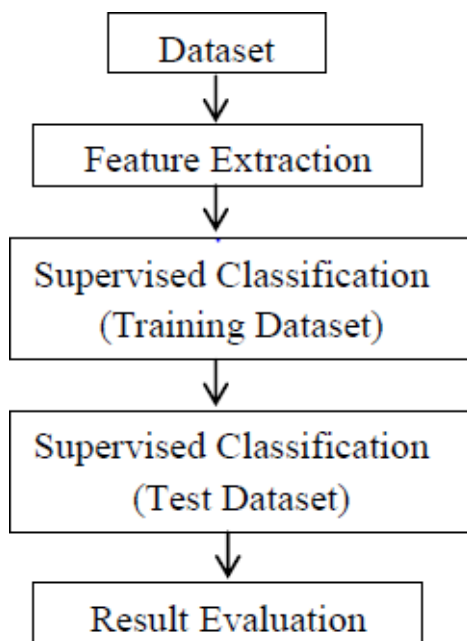 Dataset
Feature Extraction
Supervised Classification
(Training Dataset)
Supervised Classification
(Test Dataset)
Result Evaluation